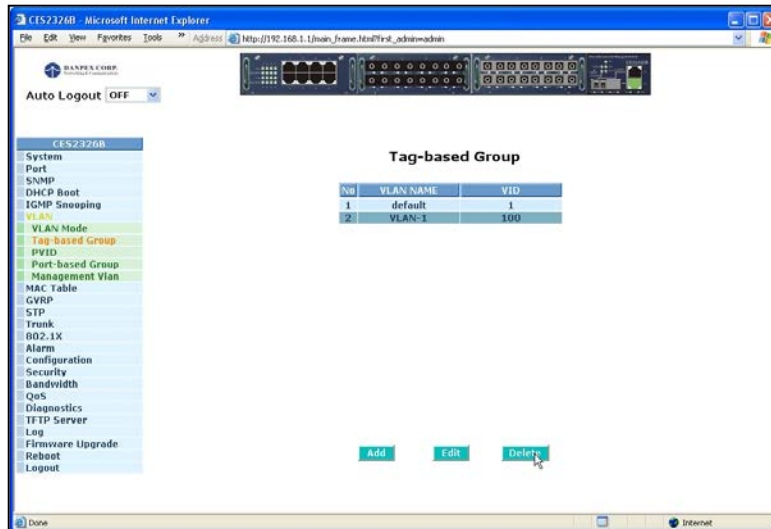 CES2326B - Microsoft Internet Explorer
File Edit View Favorites Tools » Address http://192.168.1.1/main_frame.html?first_admin=admin
DANPEX CORP.
Auto Logout OFF
CES2326B
System
Port
SNMP
DHCP Boot
IGMP Snooping
VLAN
VLAN Mode
Tag-based Group
PVID
Port-based Group
Management Vlan
MAC Table
GVRP
STP
Trunk
802.1X
Alarm
Configuration
Security
Bandwidth
QoS
Diagnostics
TFTP Server
Log
Firmware Upgrade
Reboot
Logout
Tag-based Group
No VLAN NAME VID
1 default 1
2 VLAN-1 100
Add Edit Delete
Done Internet